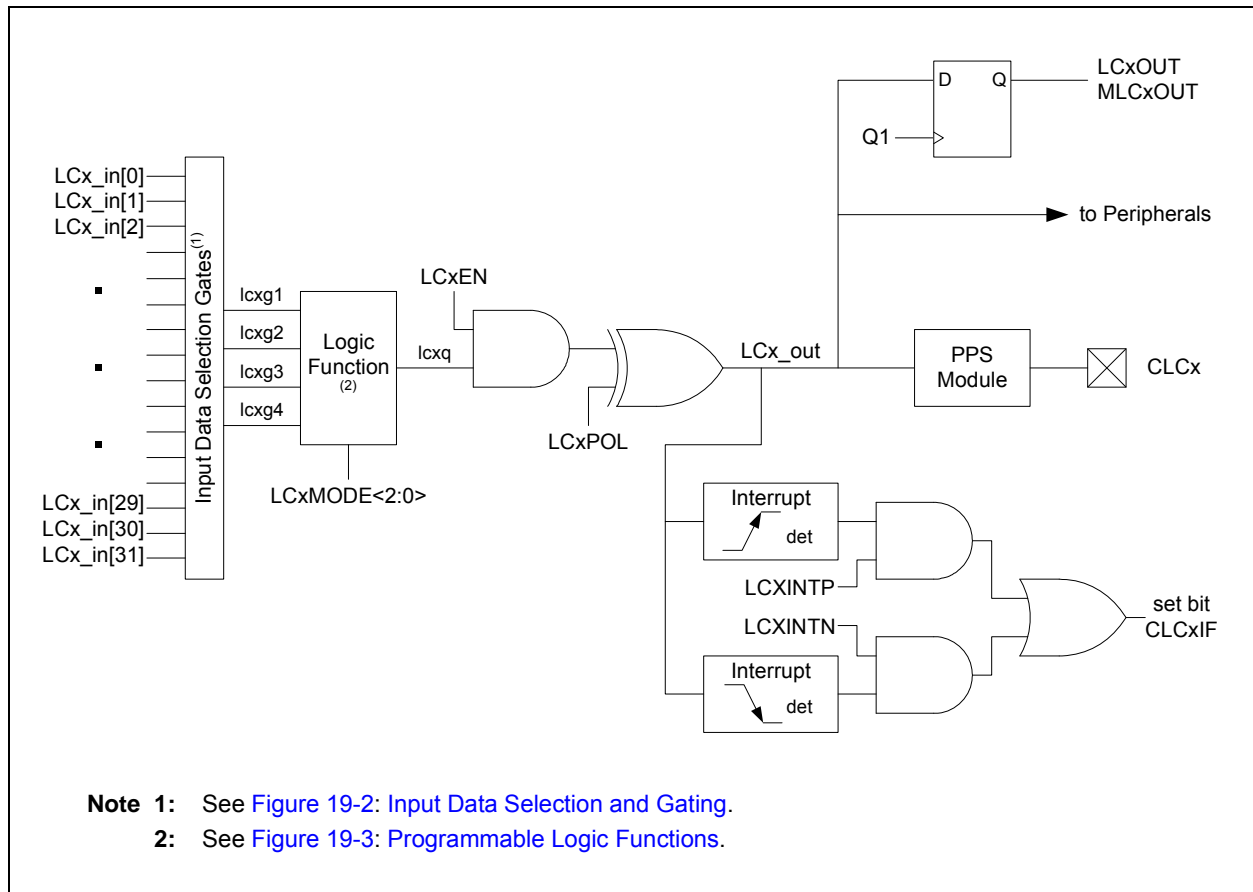 LCxOUT
MLCxOUT
D
Q
Q1
to Peripherals
LCx_in[0]
LCx_in[1]
LCx_in[2]
LCx_in[29]
LCx_in[30]
LCx_in[31]
Input Data Selection Gates(1)
lcxg1
lcxg2
lcxg3
lcxg4
Logic
Function
(2)
LCxMODE<2:0>
lcxq
LCxEN
LCxPOL
LCx_out
PPS
Module
CLCx
Interrupt
det
LCXINTP
LCXINTN
Interrupt
det
set bit
CLCxIF
Note 1: See Figure 19-2: Input Data Selection and Gating.
2: See Figure 19-3: Programmable Logic Functions.